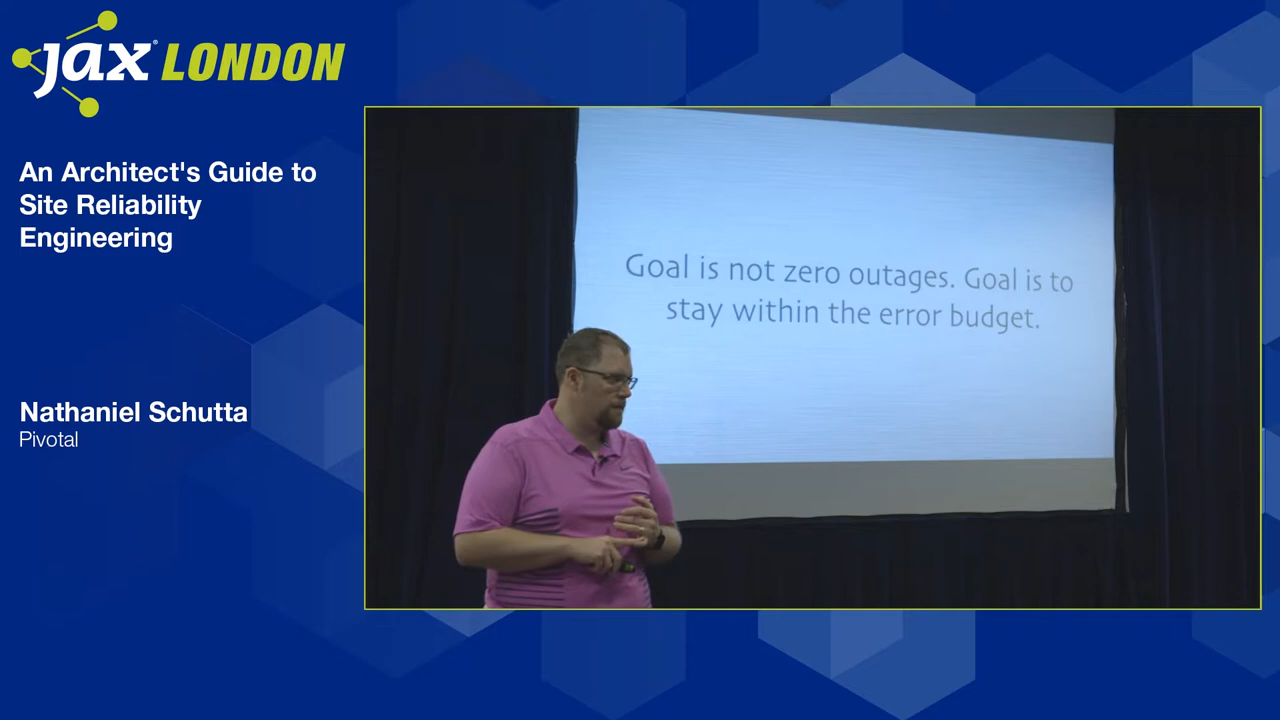 jax LONDON
An Architect's Guide to
Site Reliability
Engineering
Nathaniel Schutta
Pivotal
Goal is not zero outages. Goal is to
stay within the error budget.